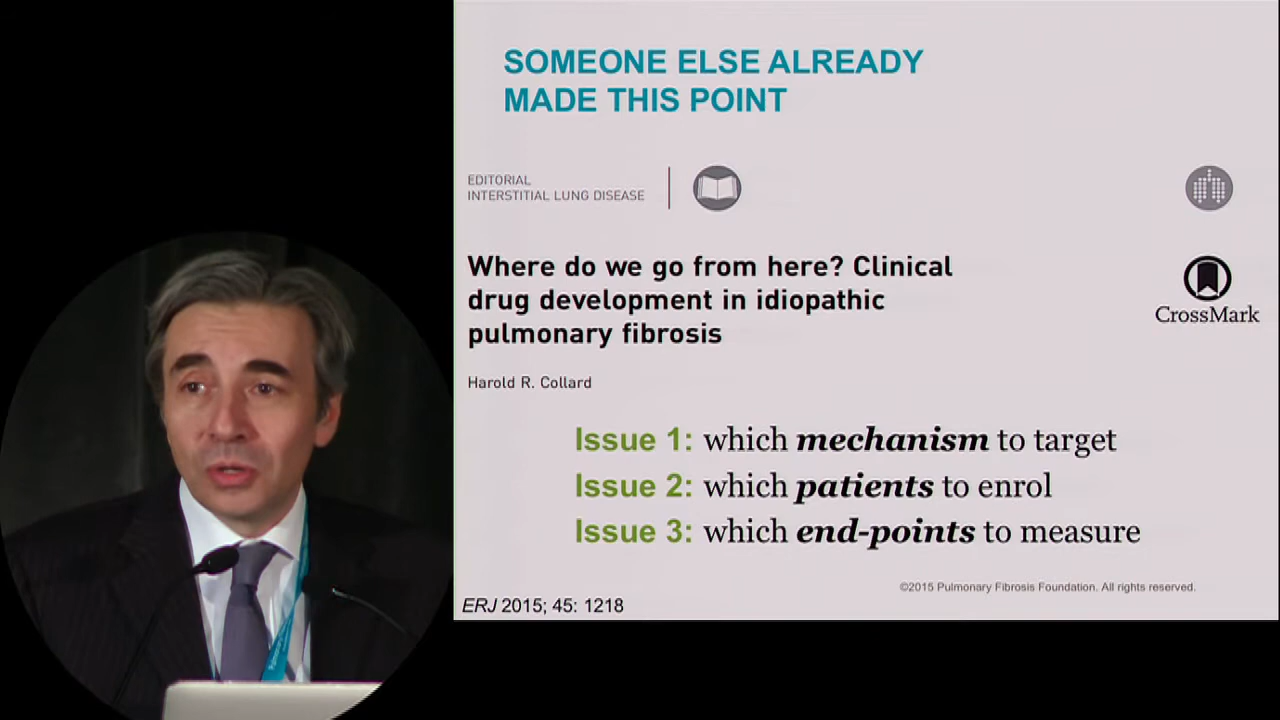 SOMEONE ELSE ALREADY
MADE THIS POINT
EDITORIAL
INTERSTITIAL LUNG DISEASE
Where do we go from here? Clinical
drug development in idiopathic
pulmonary fibrosis
CrossMark
Harold R. Collard
Issue 1: which mechanism to target
Issue 2: which patients to enrol
Issue 3: which end-points to measure
©2015 Pulmonary Fibrosis Foundation. All rights reserved.
ERJ 2015; 45: 1218